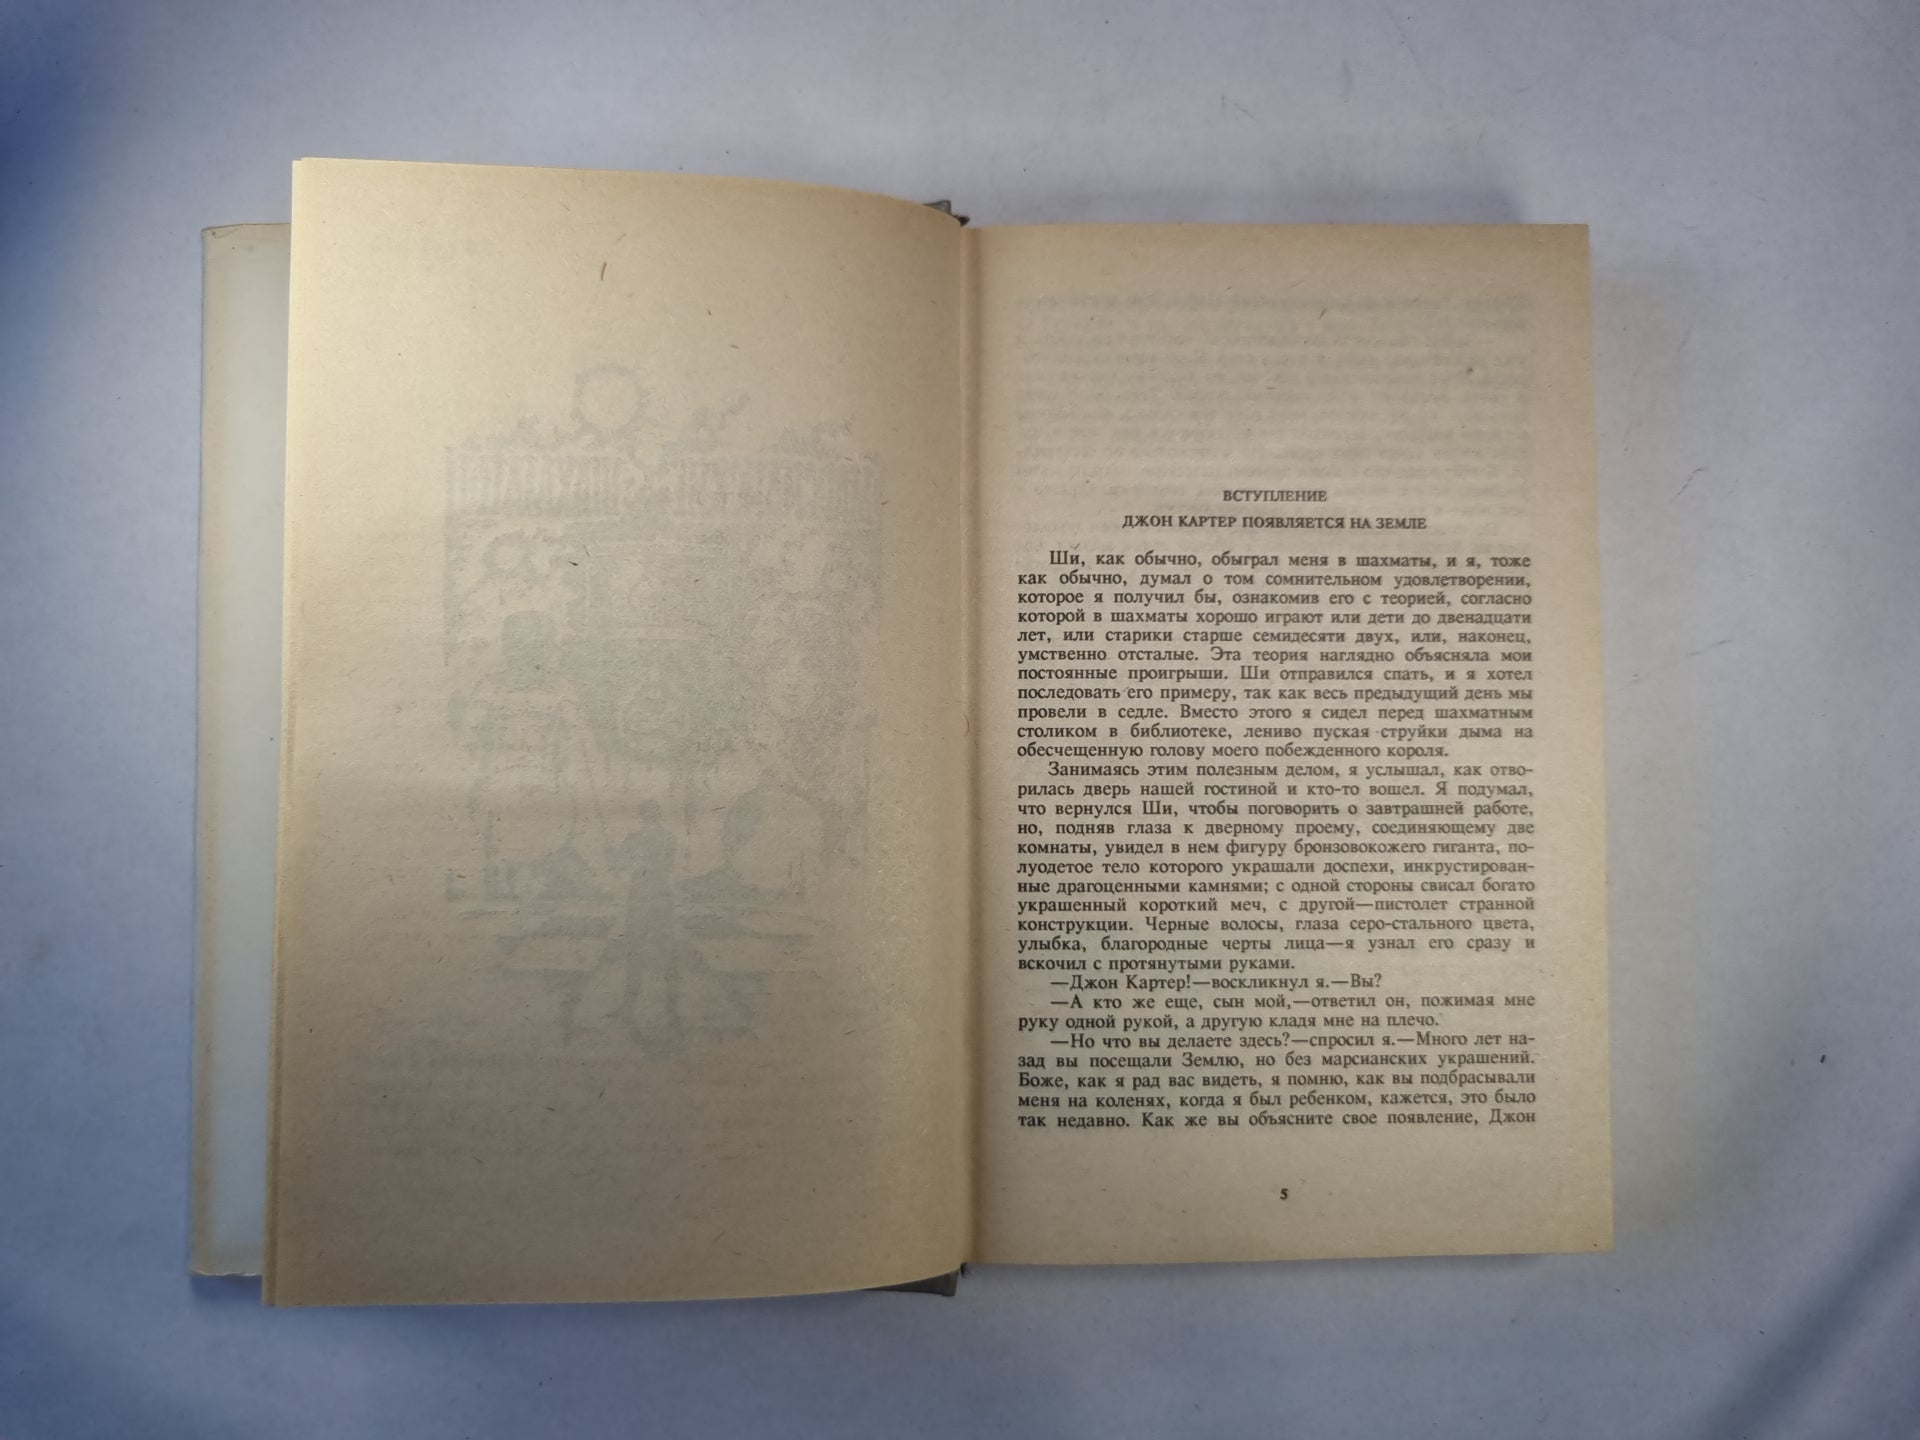 ВСТУПЛЕНИЕ
ДЖОН КАРТЕР ПОЯВЛЯЕТСЯ НА ЗЕМЛЕ
Ши, как обычно, обыграл меня в шахматы, и я, тоже
как обычно, думал о том сомнительном удовлетворении,
которое я получил бы, ознакомив его с теорией, согласно
которой в шахматы хорошо играют или дети до двенадцати
лет, или старики старше семидесяти двух, или, наконец,
умственно отсталые. Эта теория наглядно объясняла мои
постоянные проигрыши. Ши отправился спать, и я хотел
последовать его примеру, так как весь предыдущий день мы
провели в седле. Вместо этого я сидел перед шахматным
столиком в библиотеке, лениво пуская струйки дыма на
обесчещенную голову моего побежденного короля.
Занимаясь этим полезным делом, я услышал, как отво-
рилась дверь нашей гостиной и кто-то вошел. Я подумал,
что вернулся Ши, чтобы поговорить о завтрашней работе,
но, подняв глаза к дверному проему, соединяющему две
комнаты, увидел в нем фигуру бронзовокожего гиганта, по-
луодетое тело которого украшали доспехи, инкрустирован-
ные драгоценными камнями; с одной стороны свисал богато
украшенный короткий меч, с другой—пистолет странной
конструкции. Черные волосы, глаза серо-стального цвета,
улыбка, благородные черты лица—я узнал его сразу и
вскочил с протянутыми руками.
—Джон Картер!—воскликнул я.—Вы?
—А кто же еще, сын мой,—ответил он, пожимая мне
руку одной рукой, а другую кладя мне на плечо.
—Но что вы делаете здесь?—спросил я.—Много лет на-
зад вы посещали Землю, но без марсианских украшений.
Боже, как я рад вас видеть, я помню, как вы подбрасывали
меня на коленях, когда я был ребенком, кажется, это было
так недавно. Как же вы объясните свое появление, Джон
5